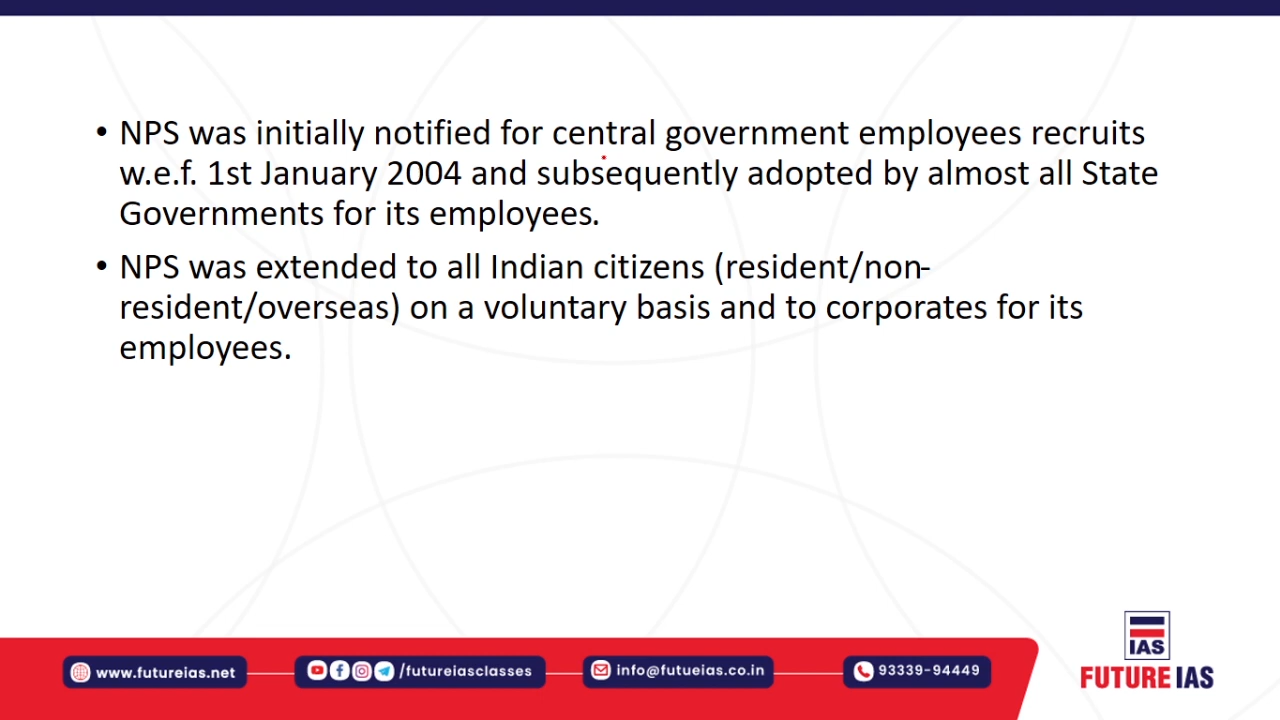 • NPS was initially notified for central government employees recruits
w.e.f. 1st January 2004 and subsequently adopted by almost all State
Governments for its employees.
• NPS was extended to all Indian citizens (resident/non-
resident/overseas) on a voluntary basis and to corporates for its
employees.
IAS
www.futureias.net
/futureiasclasses
info@futueias.co.in
93339-94449
FUTURE IAS